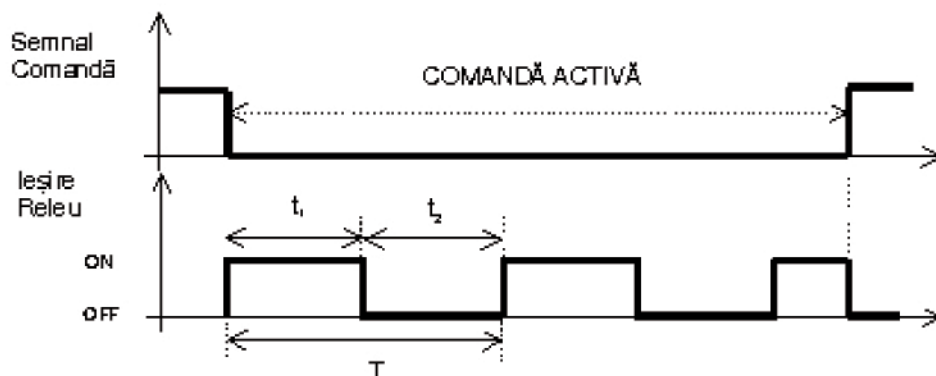 Semnal
Comandă
COMANDĂ ACTIVĂ
Ieșire
Releu
t₁
t₂
ON
OFF
T